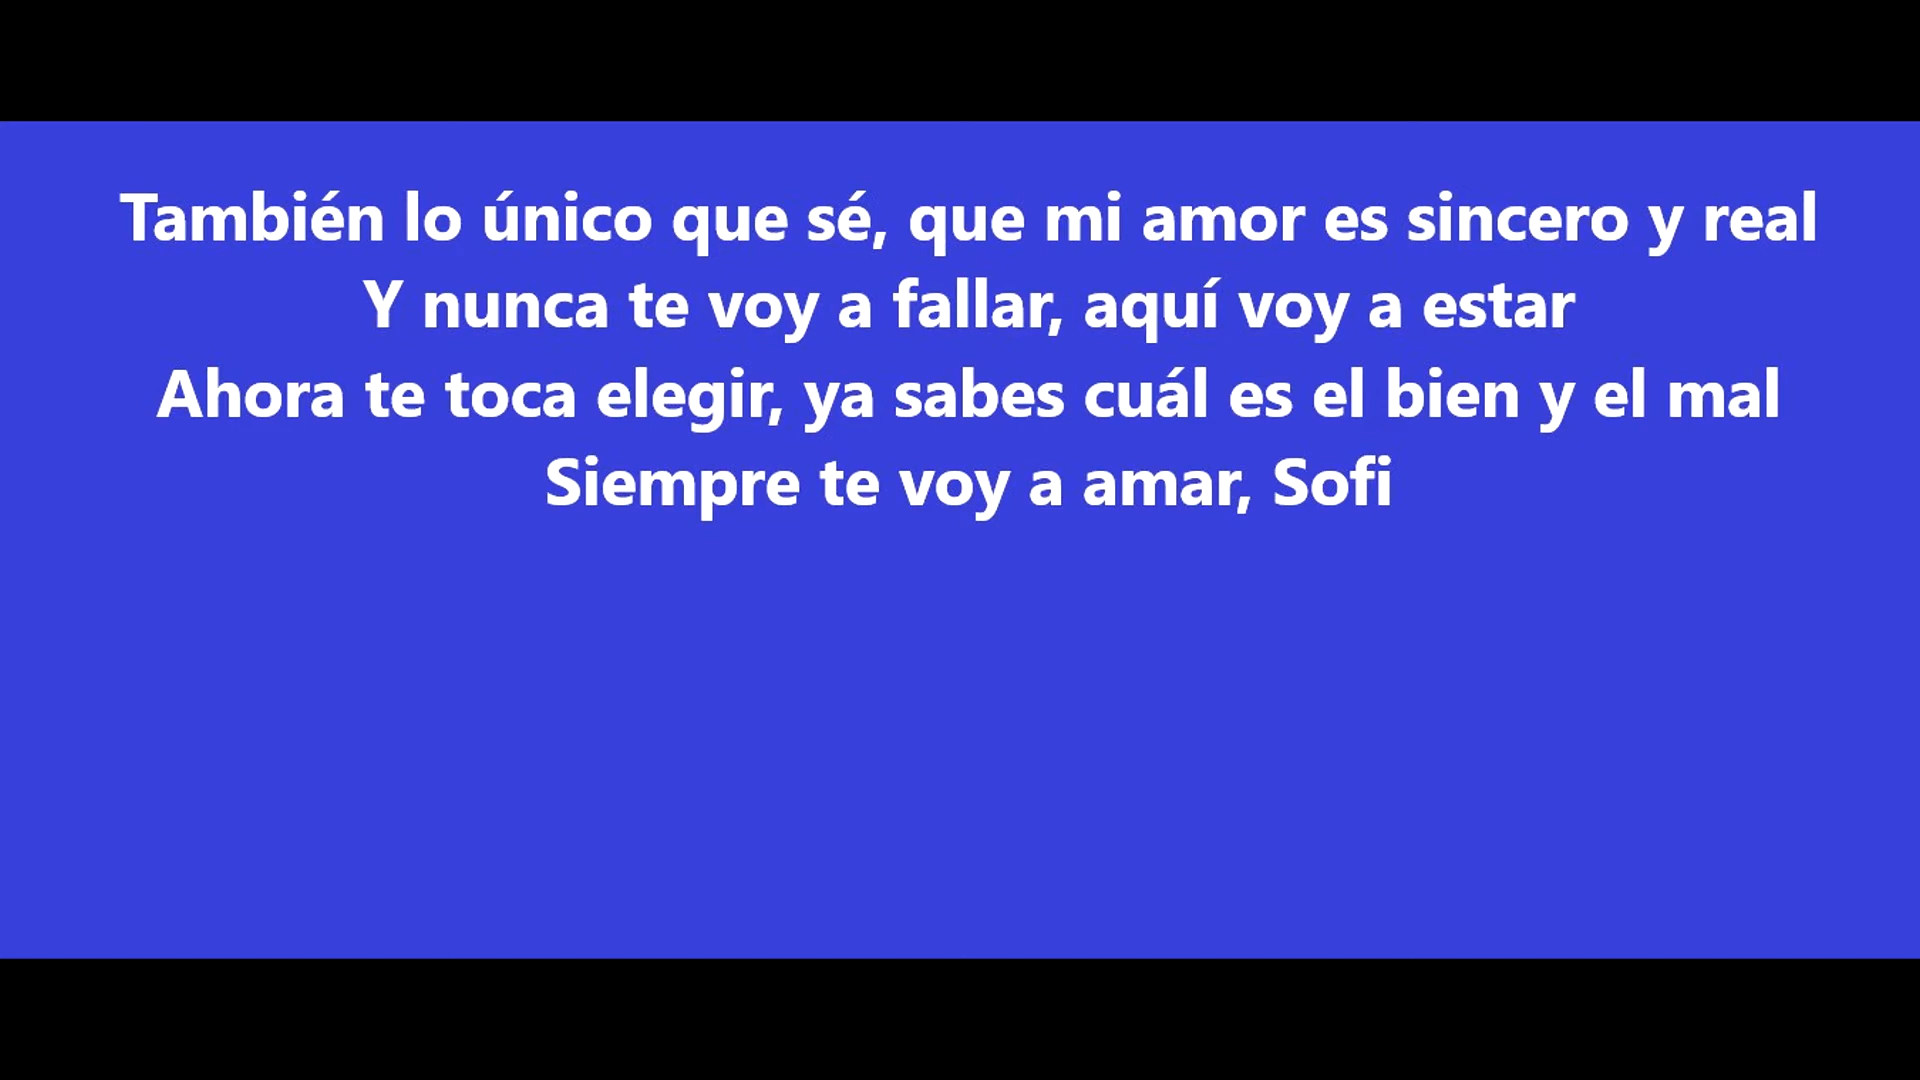 También lo único que sé, que mi amor es sincero y real
Y nunca te voy a fallar, aquí voy a estar
Ahora te toca elegir, ya sabes cuál es el bien y el mal
Siempre te voy a amar, Sofi